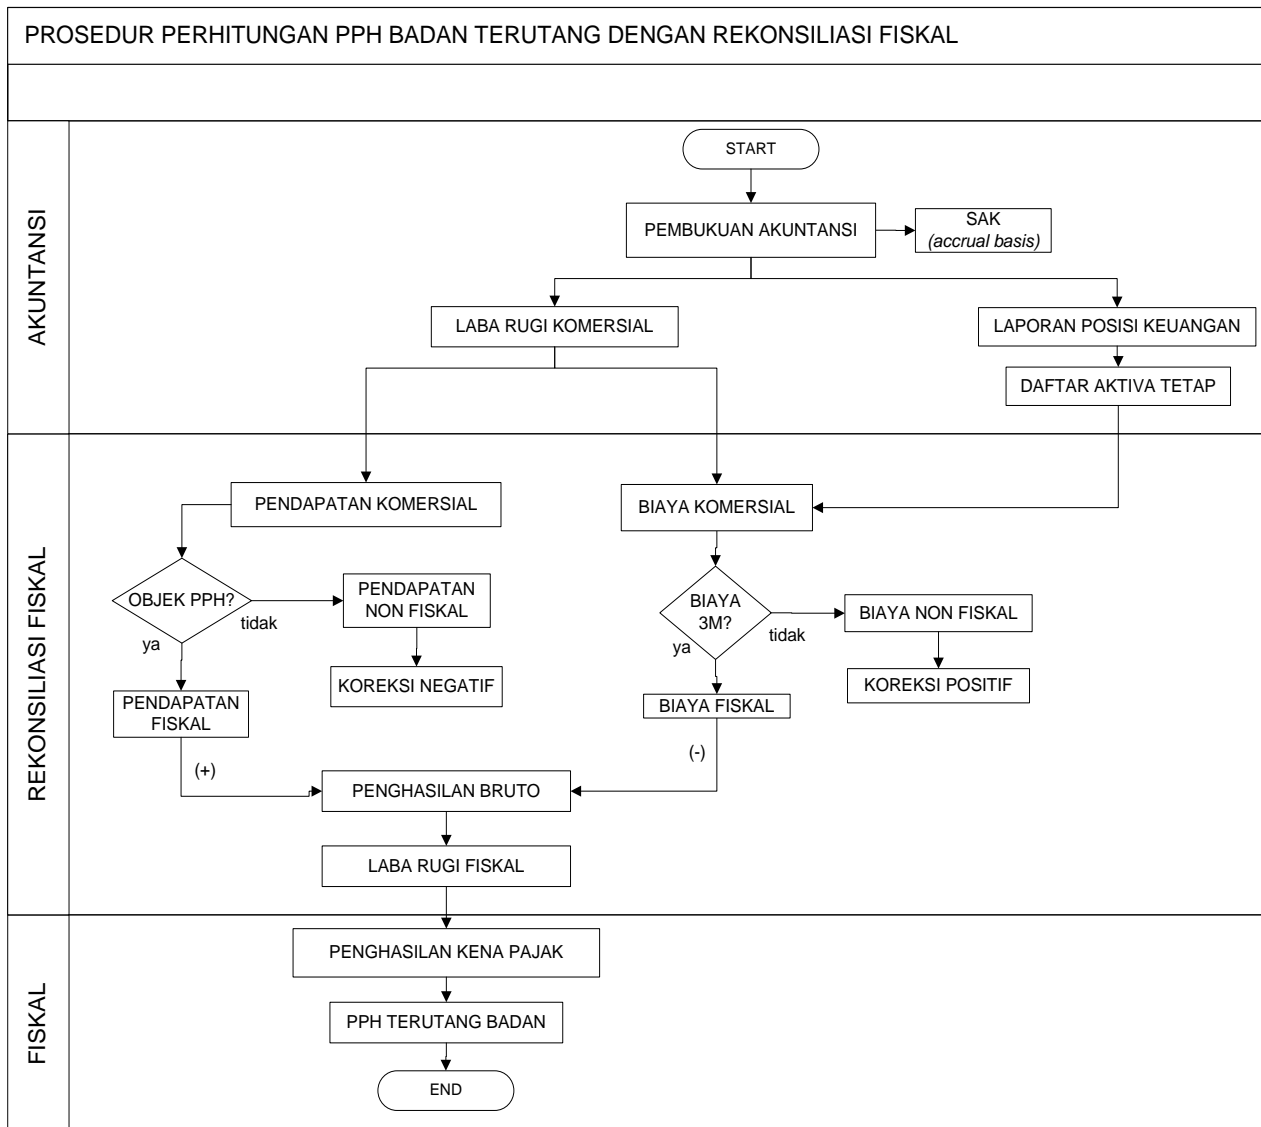 PROSEDUR PERHITUNGAN PPH BADAN TERUTANG DENGAN REKONSILIASI FISKAL
AKUNTANSI
START
PEMBUKUAN AKUNTANSI
SAK
(accrual basis)
LABA RUGI KOMERSIAL
LAPORAN POSISI KEUANGAN
DAFTAR AKTIVA TETAP
REKONSILIASI FISKAL
PENDAPATAN KOMERSIAL
BIAYA KOMERSIAL
OBJEK PPH?
tidak
ya
PENDAPATAN
NON FISKAL
KOREKSI NEGATIF
PENDAPATAN
FISKAL
BIAYA
3M?
tidak
ya
BIAYA NON FISKAL
KOREKSI POSITIF
BIAYA FISKAL
(+)
(-)
PENGHASILAN BRUTO
LABA RUGI FISKAL
FISKAL
PENGHASILAN KENA PAJAK
PPH TERUTANG BADAN
END